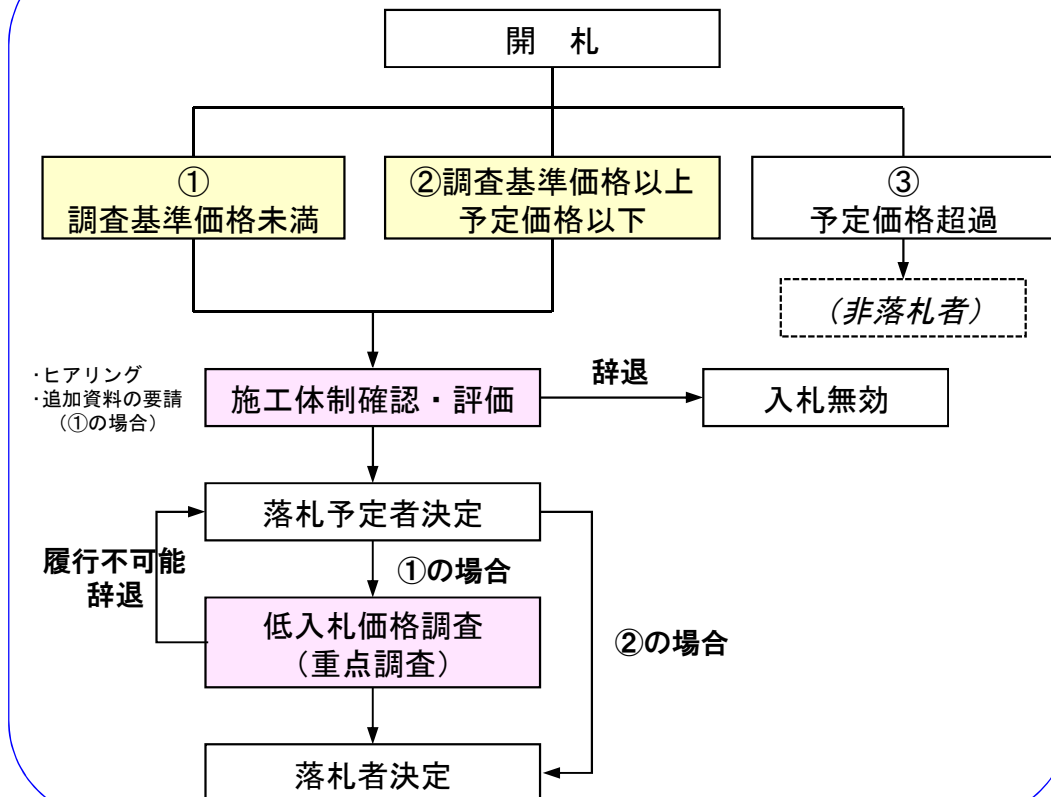 開　札
①
調査基準価格未満
②調査基準価格以上
予定価格以下
③
予定価格超過
（非落札者）
・ヒアリング
・追加資料の要請
（①の場合）
施工体制確認・評価
辞退
入札無効
落札予定者決定
履行不可能
辞退
①の場合
低入札価格調査
（重点調査）
②の場合
落札者決定